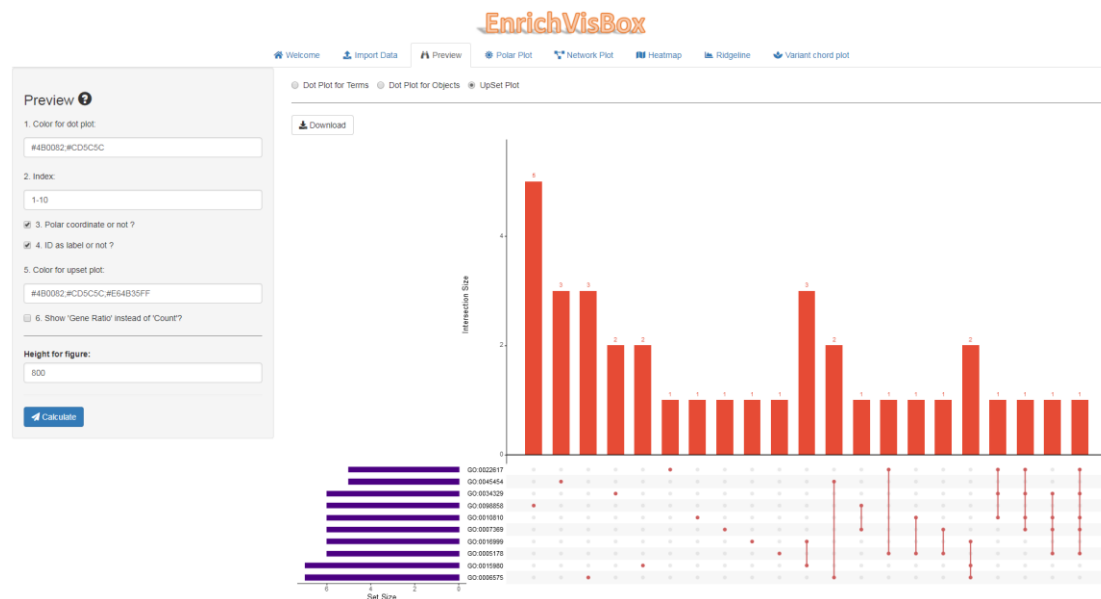 EnrichVisBox
Welcome Import Data Preview Polar Plot Network Plot Heatmap Ridgeline Variant chord plot
Preview
1. Color for dot plot:
#4B0082;#CD5C5C
2. Index:
1-10
3. Polar coordinate or not ?
4. ID as label or not ?
5. Color for upset plot:
#4B0082;#CD5C5C;#E64B35FF
6. Show 'Gene Ratio' instead of 'Count'?
Height for figure:
800
Calculate
Dot Plot for Terms Dot Plot for Objects UpSet Plot
Download
Intersection Size
4
2
0
5 3 3 2 2 1 1 1 1 1 3 2 1 1 1 1 2 1 1 1 1
GO:0022617
GO:0045454
GO:0034329
GO:0098858
GO:0010810
GO:0007369
GO:0016999
GO:0005178
GO:0015980
GO:0006575
6 4 2 0
Set Size